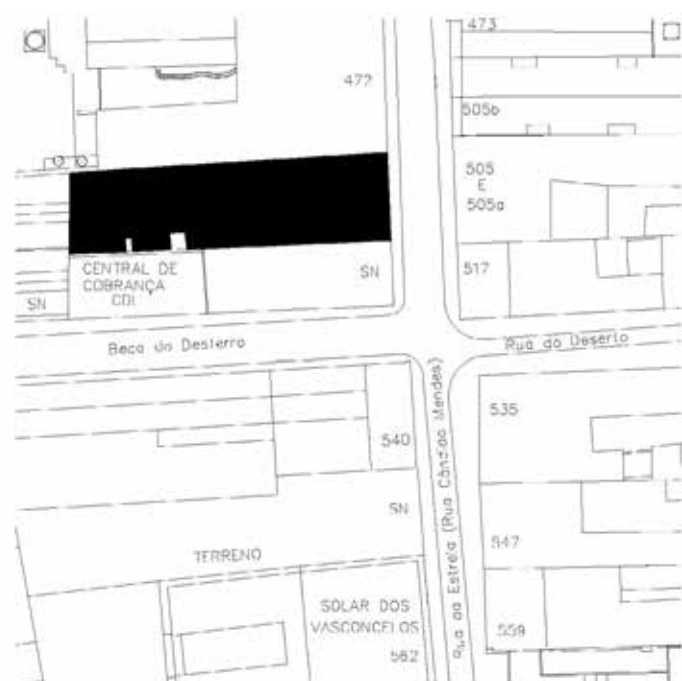 473
472
505b
505
E
505a
CENTRAL DE
COBRANÇA
CDI
SN
517
SN
Beco do Desterro
Rua do Deserto
535
540
Rua da Estrela (Rua Cândido Mendes)
SN
547
TERRENO
SOLAR DOS
VASCONCELOS
562
559